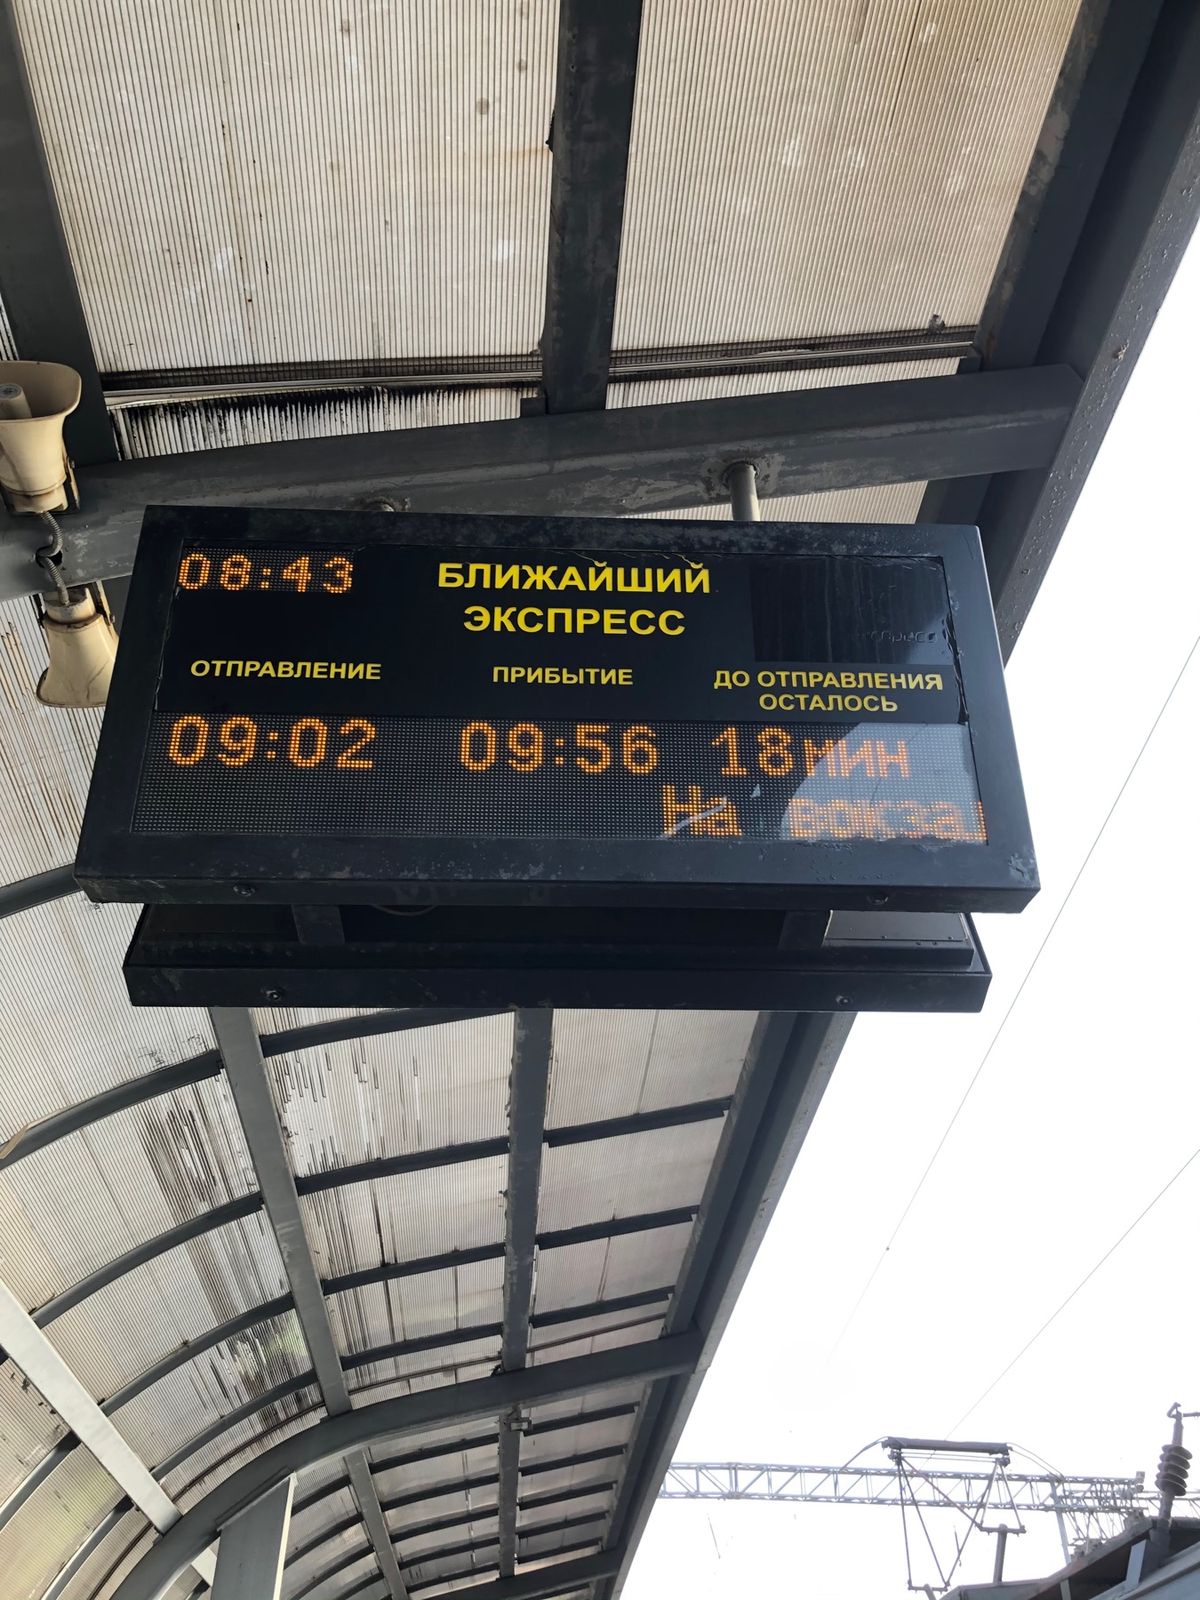 08:43
БЛИЖАЙШИЙ
ЭКСПРЕСС
ОТПРАВЛЕНИЕ ПРИБЫТИЕ ДО ОТПРАВЛЕНИЯ
ОСТАЛОСЬ
09:02 09:56 18мин
На вокзал